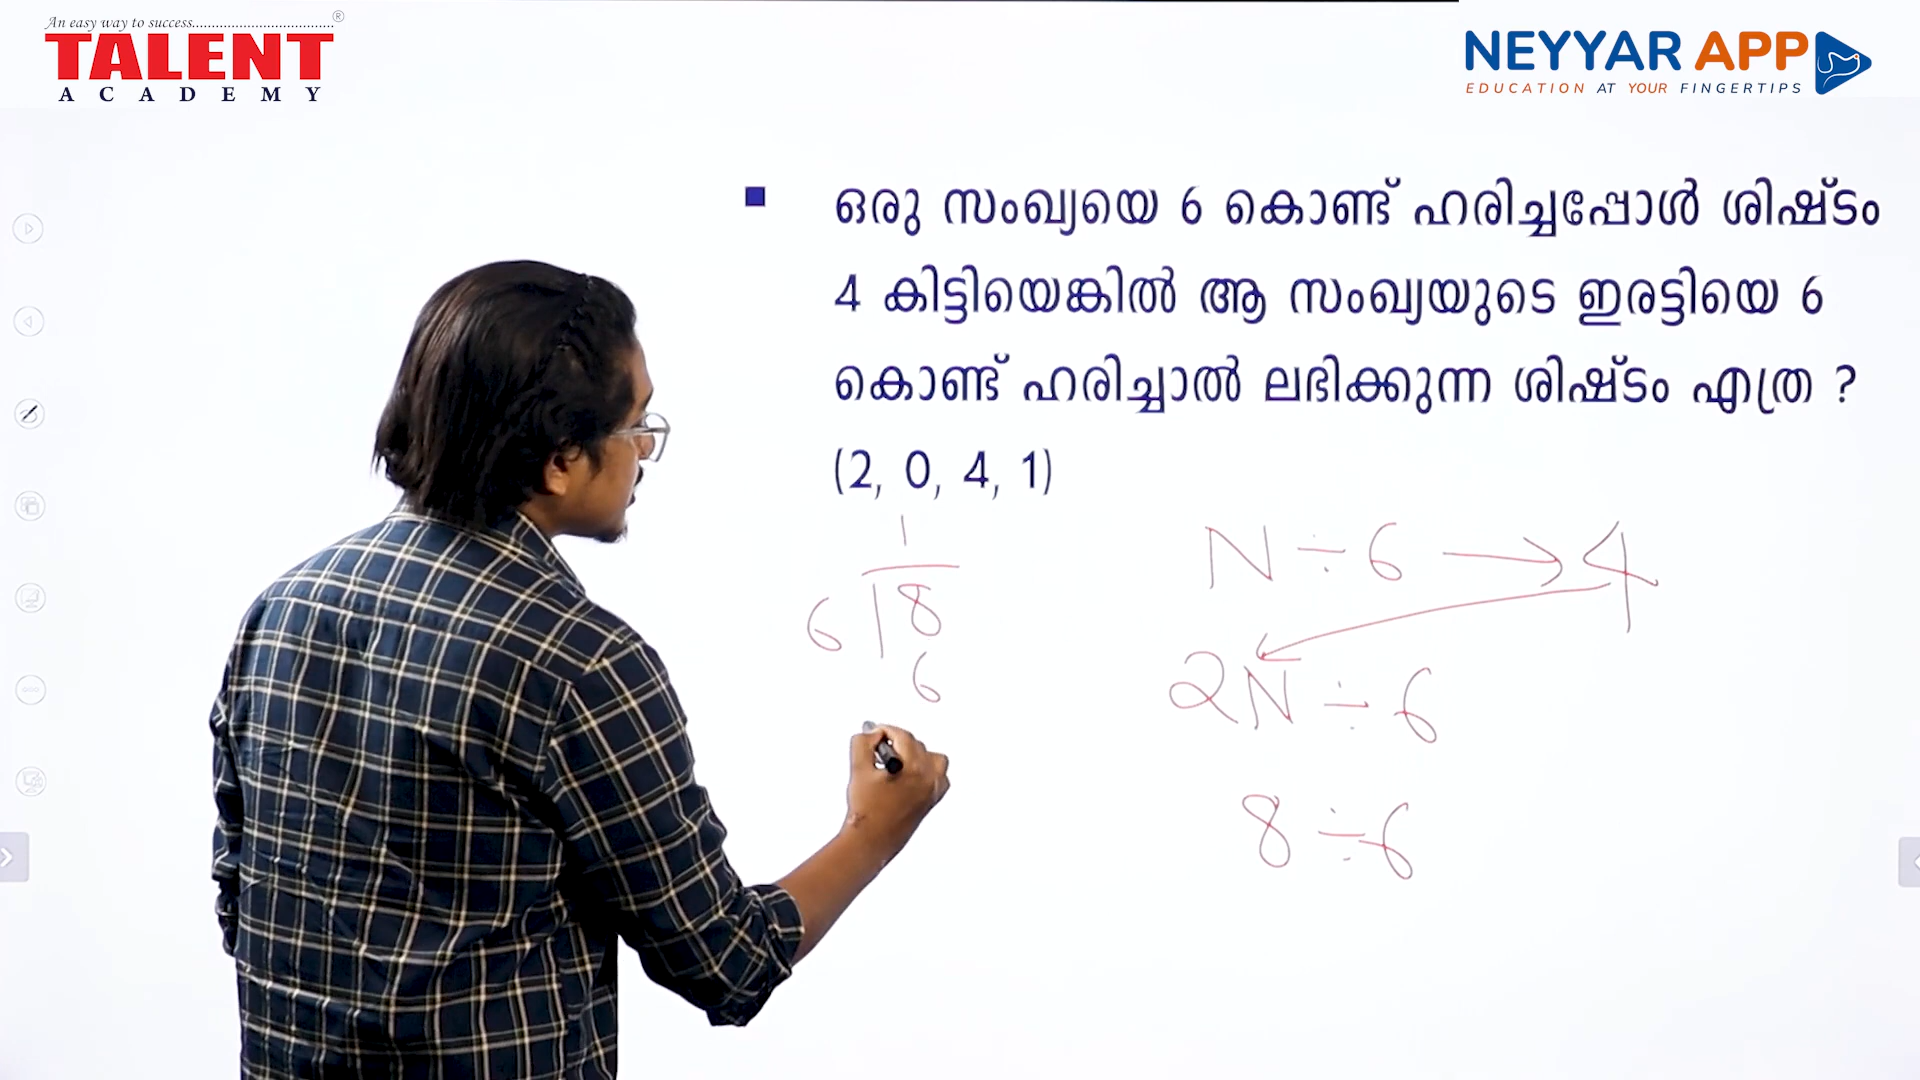 An easy way to success.................................... ®
TALENT
ACADEMY
NEYYAR APP
EDUCATION AT YOUR FINGERTIPS
ഒരു സംഖ്യയെ 6 കൊണ്ട് ഹരിച്ചപ്പോൾ ശിഷ്ടം
4 കിട്ടിയെങ്കിൽ ആ സംഖ്യയുടെ ഇരട്ടിയെ 6
കൊണ്ട് ഹരിച്ചാൽ ലഭിക്കുന്ന ശിഷ്ടം എത്ര ?
(2, 0, 4, 1)
1
6 8
6
N ÷ 6 → 4
2N ÷ 6
8 ÷ 6